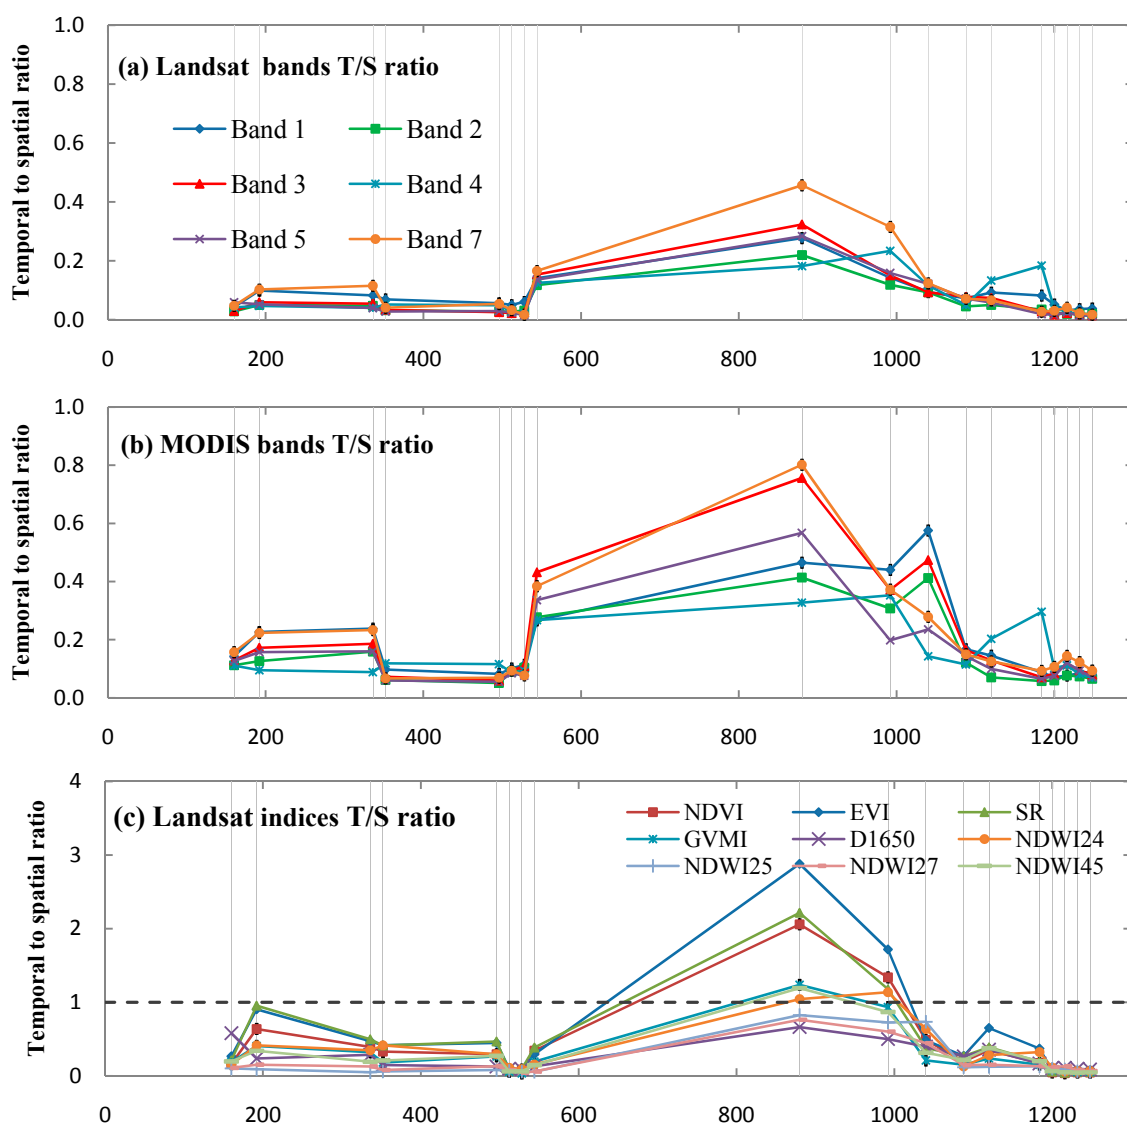 Temporal to spatial ratio
1.0
0.8
0.6
0.4
0.2
0.0
(a) Landsat bands T/S ratio
Band 1 Band 2
Band 3 Band 4
Band 5 Band 7
0 200 400 600 800 1000 1200
Temporal to spatial ratio
1.0
0.8
0.6
0.4
0.2
0.0
(b) MODIS bands T/S ratio
0 200 400 600 800 1000 1200
Temporal to spatial ratio
4
3
2
1
0
(c) Landsat indices T/S ratio
NDVI EVI SR
GVMI D1650 NDWI24
NDWI25 NDWI27 NDWI45
0 200 400 600 800 1000 1200